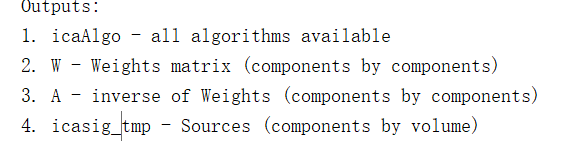 Outputs:
1. icaAlgo - all algorithms available
2. W - Weights matrix (components by components)
3. A - inverse of Weights (components by components)
4. icasig_tmp - Sources (components by volume)